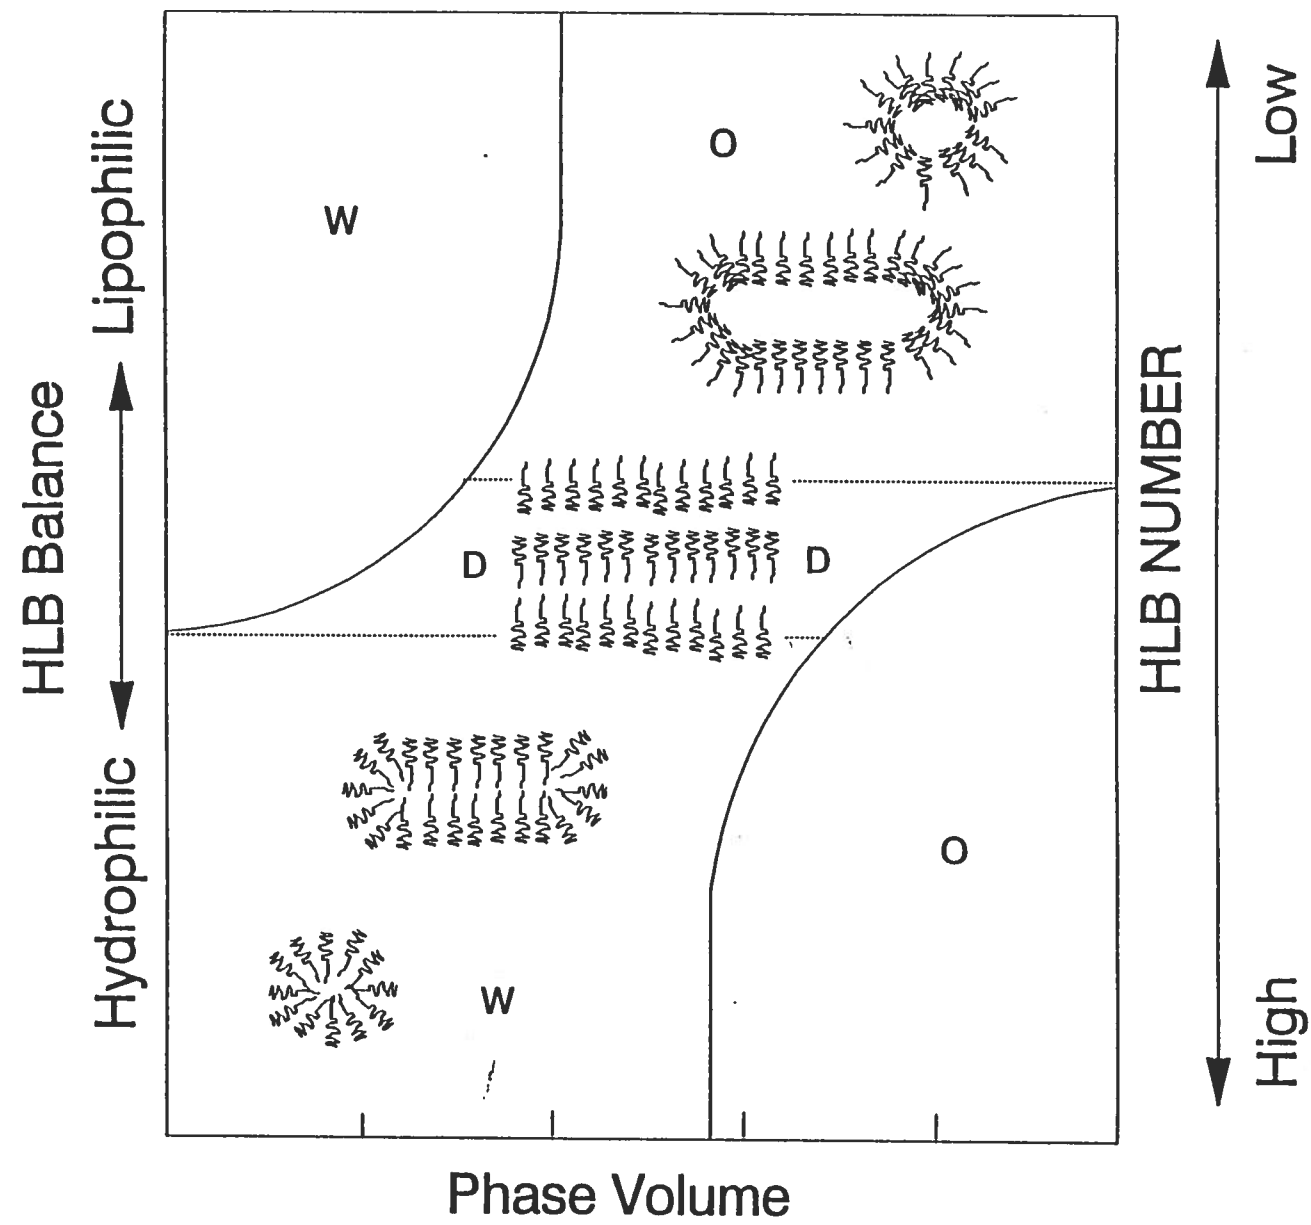 Low
O
Lipophilic
W
HLB Balance
HLB NUMBER
D
D
Hydrophilic
O
W
High
Phase Volume